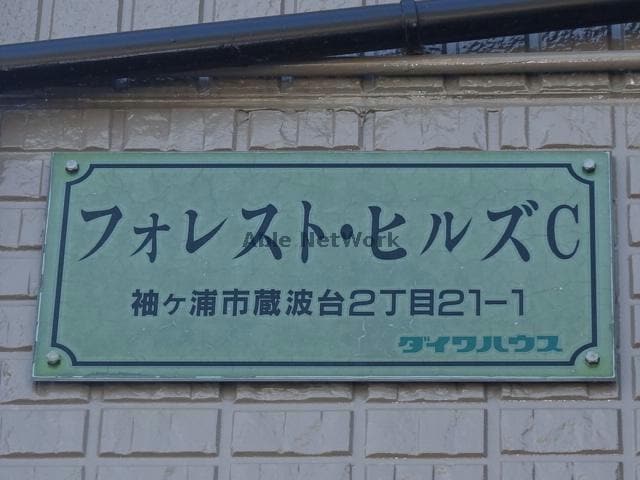 フォレスト・ヒルズC
Able NetWork
袖ヶ浦市蔵波台2丁目21-1
ダイワハウス